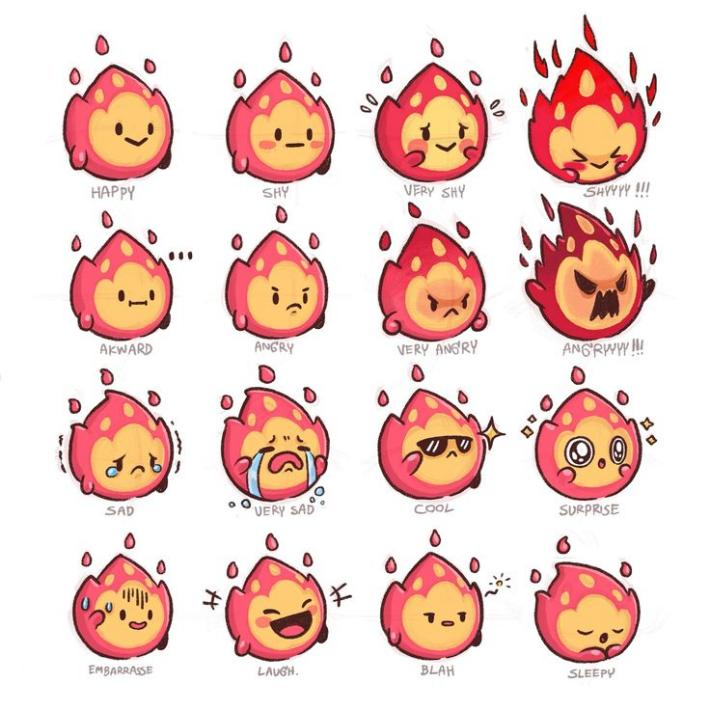 HAPPY
SHY
VERY SHY
SHYYYY !!!
AKWARD
ANGRY
VERY ANGRY
ANGRYYYY !!!
SAD
VERY SAD
COOL
SURPRISE
EMBARRASSE
LAUGH.
BLAH
SLEEPY